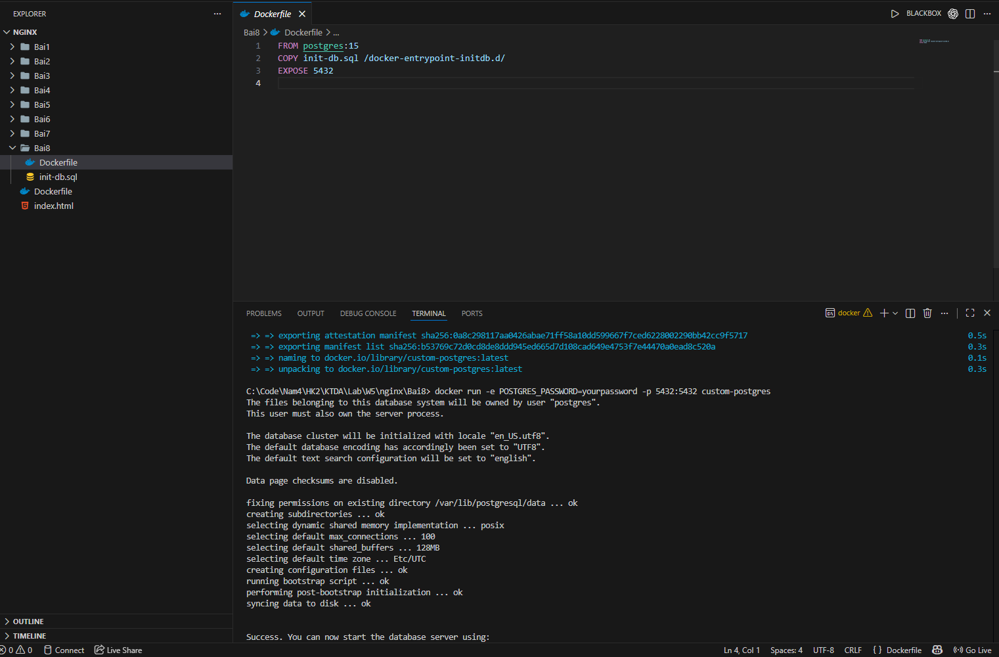 EXPLORER
NGINX
Bai1
Bai2
Bai3
Bai4
Bai5
Bai6
Bai7
Bai8
Dockerfile
init-db.sql
Dockerfile
index.html
OUTLINE
TIMELINE
Dockerfile
BLACKBOX
Bai8 > Dockerfile > ...
1 FROM postgres:15
2 COPY init-db.sql /docker-entrypoint-initdb.d/
3 EXPOSE 5432
4
PROBLEMS OUTPUT DEBUG CONSOLE TERMINAL PORTS docker
=> => exporting attestation manifest sha256:0a8c298117aa0426abae71ff58a10dd599667f7ced6228002290bb42cc9f5717 0.5s
=> => exporting manifest list sha256:b53769c72d0cd8de8ddd945ed665d7d108cad649e4753f7e44470a0ead8c520a 0.3s
=> => naming to docker.io/library/custom-postgres:latest 0.1s
=> => unpacking to docker.io/library/custom-postgres:latest 0.3s
C:\Code\Nam4\HK2\KTDA\Lab\W5\nginx\Bai8> docker run -e POSTGRES_PASSWORD=yourpassword -p 5432:5432 custom-postgres
The files belonging to this database system will be owned by user "postgres".
This user must also own the server process.
The database cluster will be initialized with locale "en_US.utf8".
The default database encoding has accordingly been set to "UTF8".
The default text search configuration will be set to "english".
Data page checksums are disabled.
fixing permissions on existing directory /var/lib/postgresql/data ... ok
creating subdirectories ... ok
selecting dynamic shared memory implementation ... posix
selecting default max_connections ... 100
selecting default shared_buffers ... 128MB
selecting default time zone ... Etc/UTC
creating configuration files ... ok
running bootstrap script ... ok
performing post-bootstrap initialization ... ok
syncing data to disk ... ok
Success. You can now start the database server using:
0 0 Connect Live Share Ln 4, Col 1 Spaces: 4 UTF-8 CRLF { } Dockerfile Go Live